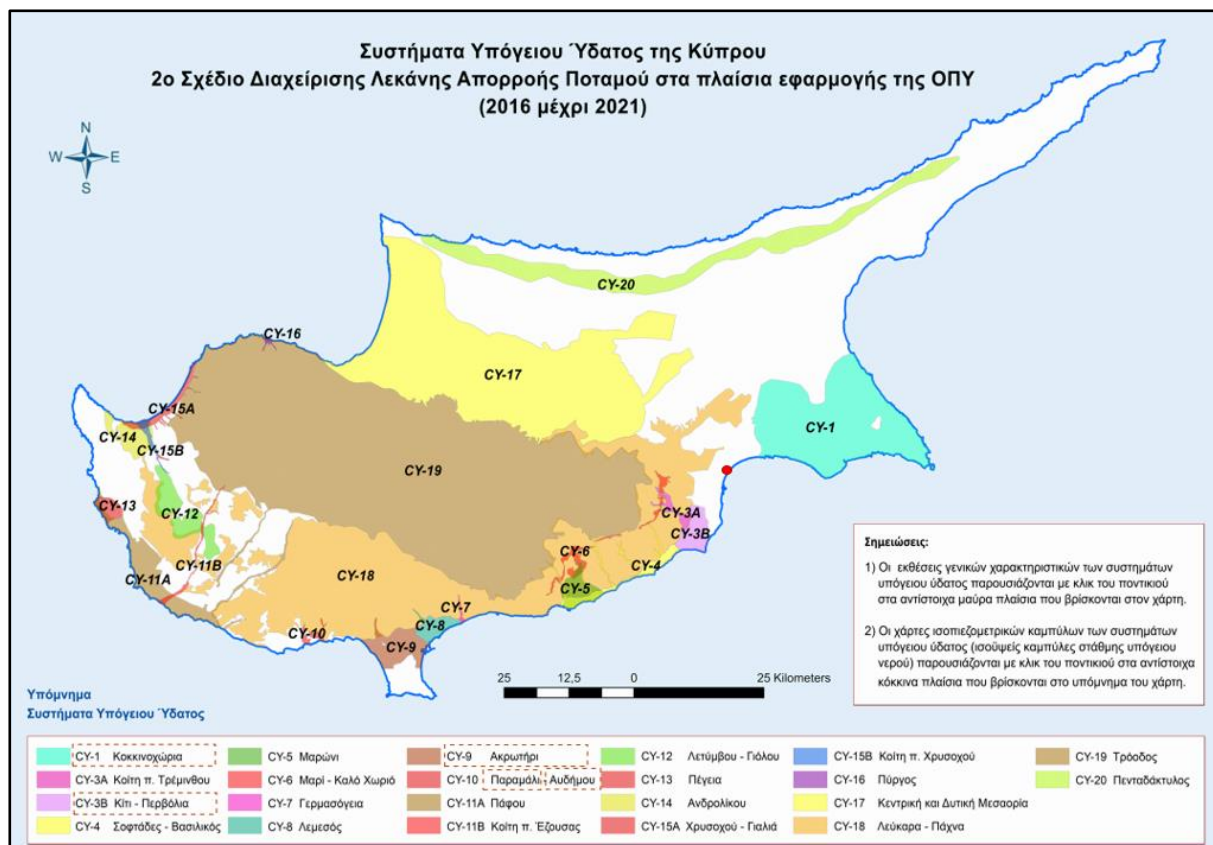 Συστήματα Υπόγειου Ύδατος της Κύπρου
2ο Σχέδιο Διαχείρισης Λεκάνης Απορροής Ποταμού στα πλαίσια εφαρμογής της ΟΠΥ
(2016 μέχρι 2021)
N
W E
S
CY-20
CY-16
CY-17
CY-15A
CY-14
CY-15B
CY-1
CY-19
CY-13
CY-12
CY-3A
CY-3B
CY-6
CY-4
CY-11B
CY-11A
CY-18
CY-5
CY-7
CY-8
CY-10
CY-9
25 12,5 0 25 Kilometers
Σημειώσεις:
1) Οι εκθέσεις γενικών χαρακτηριστικών των συστημάτων
υπόγειου ύδατος παρουσιάζονται με κλικ του ποντικιού
στα αντίστοιχα μαύρα πλαίσια που βρίσκονται στον χάρτη.
2) Οι χάρτες ισοπιεζομετρικών καμπύλων των συστημάτων
υπόγειου ύδατος (ισοϋψείς καμπύλες στάθμης υπόγειου
νερού) παρουσιάζονται με κλικ του ποντικιού στα αντίστοιχα
κόκκινα πλαίσια που βρίσκονται στο υπόμνημα του χάρτη.
Υπόμνημα
Συστήματα Υπόγειου Ύδατος
CY-1 Κοκκινοχώρια
CY-3A Κοίτη π. Τρέμινθου
CY-3B Κίτι - Περβόλια
CY-4 Σοφτάδες - Βασιλικός
CY-5 Μαρώνι
CY-6 Μαρί - Καλό Χωριό
CY-7 Γερμασόγεια
CY-8 Λεμεσός
CY-9 Ακρωτήρι
CY-10 Παραμάλι Αυδήμου
CY-11A Πάφου
CY-11B Κοίτη π. Έζουσας
CY-12 Λετύμβου - Γιόλου
CY-13 Πέγεια
CY-14 Ανδρολίκου
CY-15A Χρυσοχού - Γιαλιά
CY-15B Κοίτη π. Χρυσοχού
CY-16 Πύργος
CY-17 Κεντρική και Δυτική Μεσαορία
CY-18 Λεύκαρα - Πάχνα
CY-19 Τρόοδος
CY-20 Πενταδάκτυλος